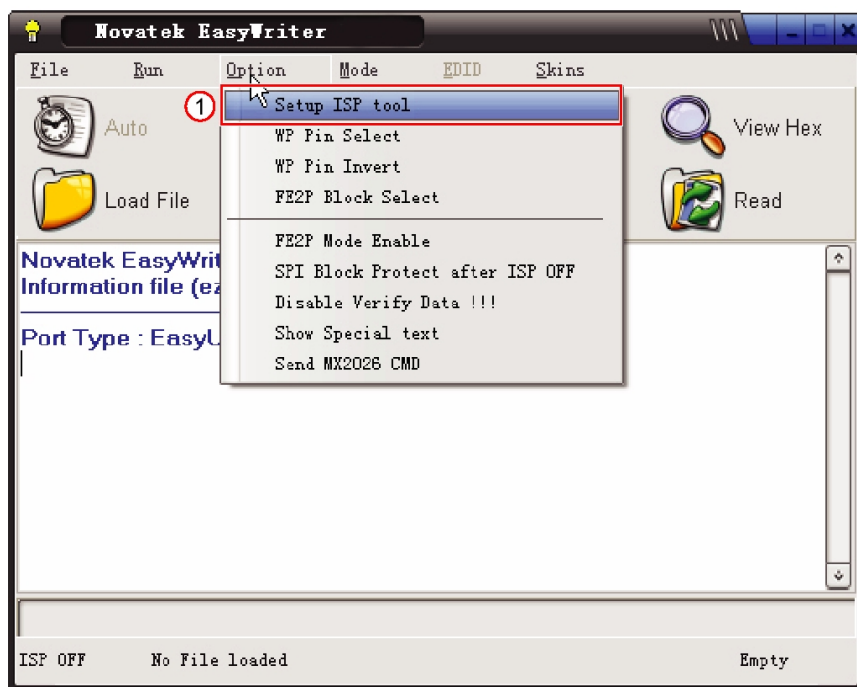 Novatek EasyWriter
File Run Option Mode EDID Skins
1
Setup ISP tool
WP Pin Select
WP Pin Invert
FE2P Block Select
FE2P Mode Enable
SPI Block Protect after ISP OFF
Disable Verify Data !!!
Show Special text
Send MX2026 CMD
Auto
Load File
View Hex
Read
Novatek EasyWrit
Information file (ez
Port Type : EasyU
ISP OFF No File loaded Empty